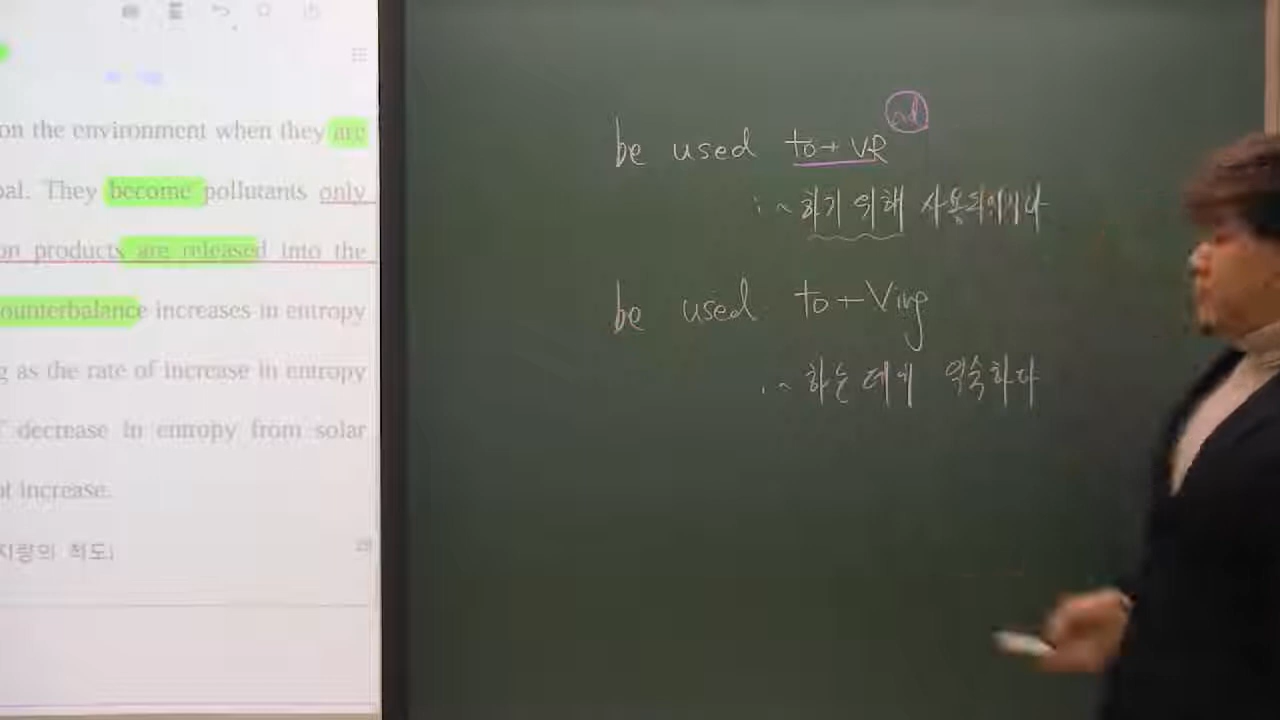 on the environment when they are
al. They become pollutants only
on products are released into the
ounterbalance increases in entropy
g as the rate of increase in entropy
decrease in entropy from solar
ot increase.
지량의 척도)
be used to + VR ad
: ~ 하기 위해 사용되어지다
be used to + Ving
: ~ 하는 데에 익숙하다